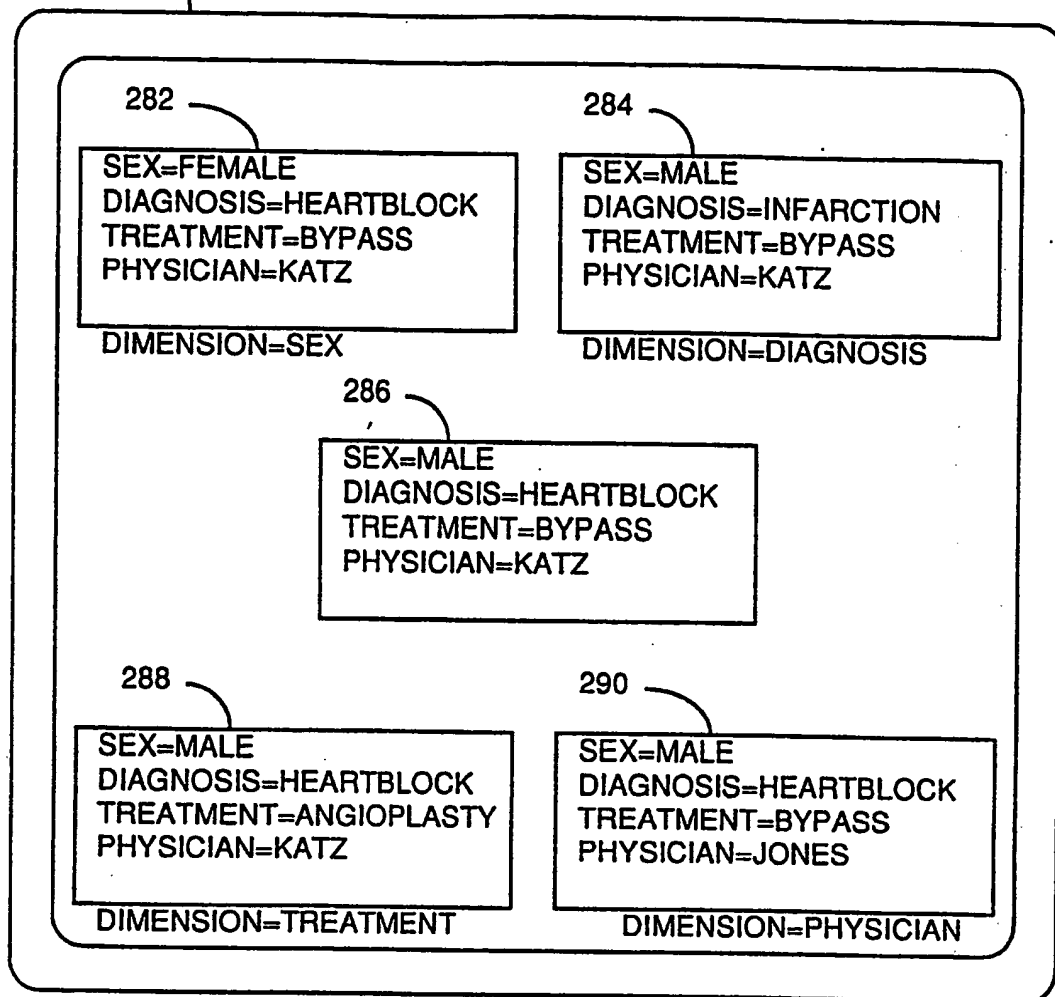 282
SEX=FEMALE
DIAGNOSIS=HEARTBLOCK
TREATMENT=BYPASS
PHYSICIAN=KATZ
DIMENSION=SEX
284
SEX=MALE
DIAGNOSIS=INFARCTION
TREATMENT=BYPASS
PHYSICIAN=KATZ
DIMENSION=DIAGNOSIS
286
SEX=MALE
DIAGNOSIS=HEARTBLOCK
TREATMENT=BYPASS
PHYSICIAN=KATZ
288
SEX=MALE
DIAGNOSIS=HEARTBLOCK
TREATMENT=ANGIOPLASTY
PHYSICIAN=KATZ
DIMENSION=TREATMENT
290
SEX=MALE
DIAGNOSIS=HEARTBLOCK
TREATMENT=BYPASS
PHYSICIAN=JONES
DIMENSION=PHYSICIAN